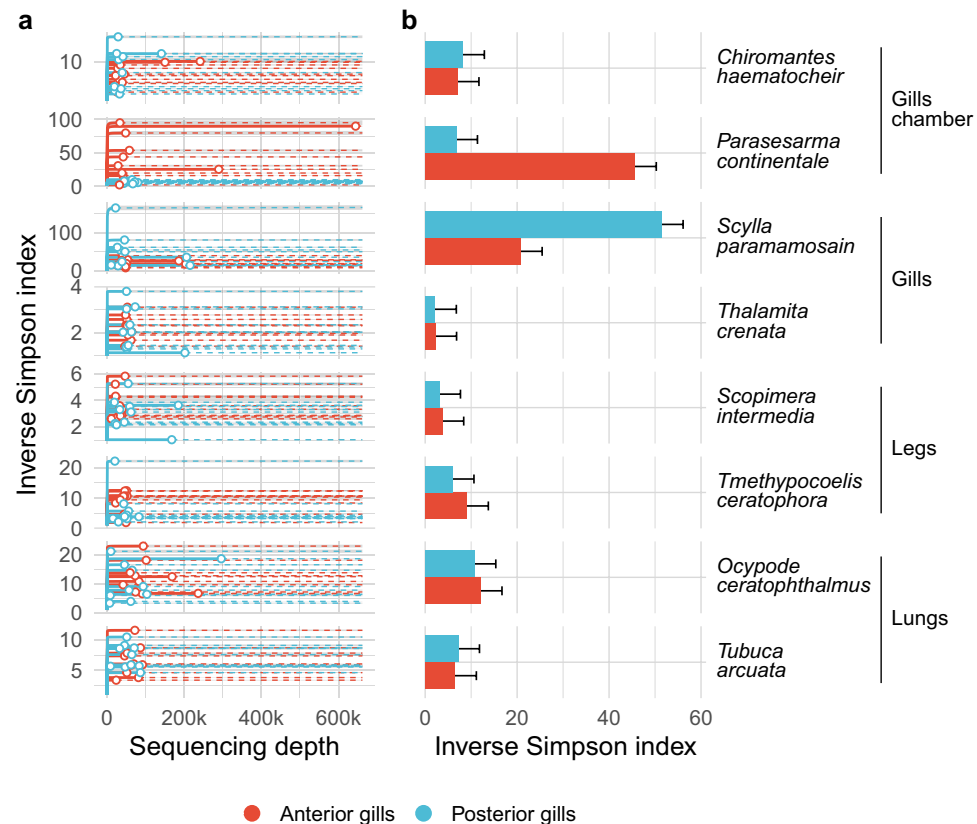 a
b
Inverse Simpson index
10
100
50
0
100
0
4
2
6
4
2
20
10
0
20
10
0
10
5
0
200k
400k
600k
Sequencing depth
Chiromantes
haematocheir
Parasesarma
continentale
Scylla
paramamosain
Thalamita
crenata
Scopimera
intermedia
Tmethypocoelis
ceratophora
Ocypode
ceratophthalmus
Tubuca
arcuata
Gills
chamber
Gills
Legs
Lungs
0
20
40
60
Inverse Simpson index
Anterior gills
Posterior gills